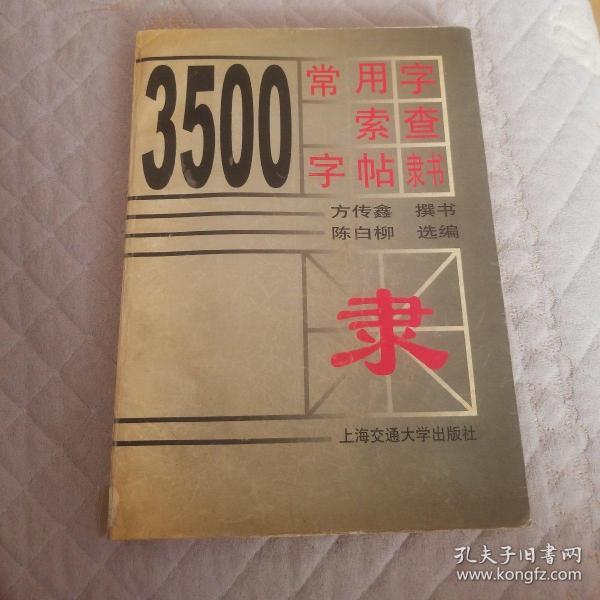 3500
常用字
索查
字帖隶书
方传鑫 撰书
陈白柳 选编
隶
上海交通大学出版社
孔夫子旧书网
www.kongfz.com